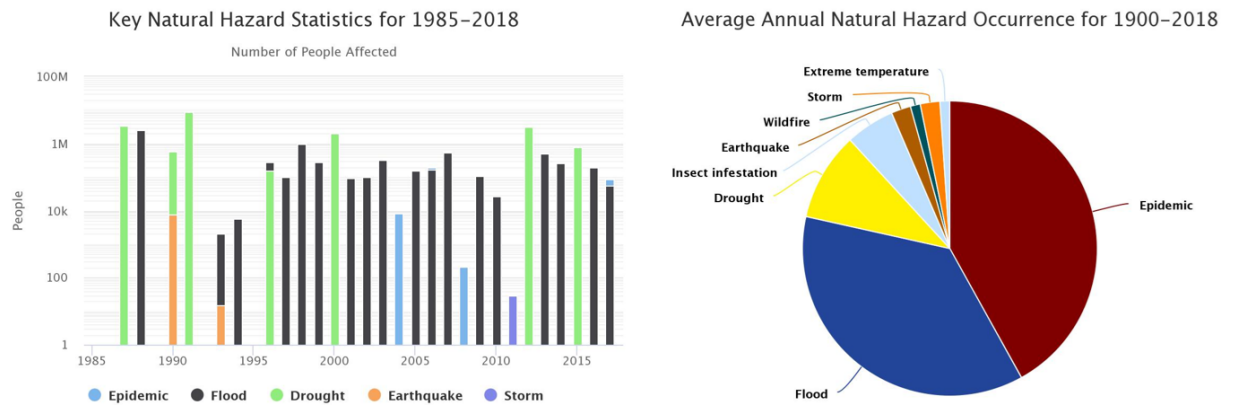 Key Natural Hazard Statistics for 1985-2018
Number of People Affected
100M
1M
10k
100
1
People
1985
1990
1995
2000
2005
2010
2015
Epidemic
Flood
Drought
Earthquake
Storm
Average Annual Natural Hazard Occurrence for 1900-2018
Extreme temperature
Storm
Wildfire
Earthquake
Insect infestation
Drought
Epidemic
Flood